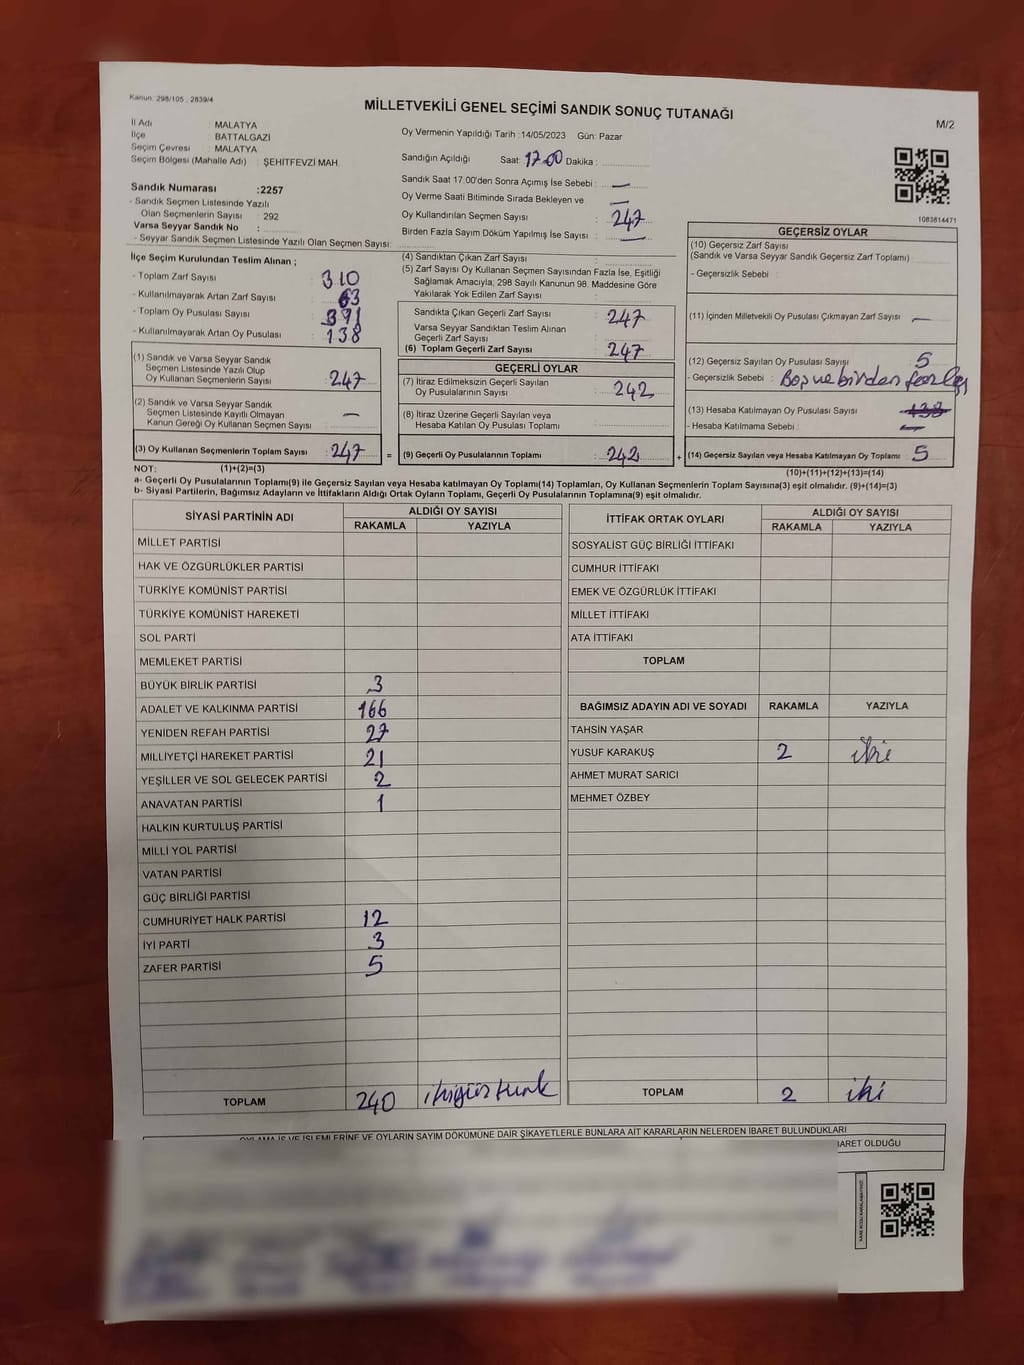 Kanun: 298/105 , 2839/4
MİLLETVEKİLİ GENEL SEÇİMİ SANDIK SONUÇ TUTANAĞI
M/2
İl Adı : MALATYA
İlçe : BATTALGAZİ
Seçim Çevresi : MALATYA
Seçim Bölgesi (Mahalle Adı) : ŞEHİTFEVZİ MAH.
Sandık Numarası :2257
- Sandık Seçmen Listesinde Yazılı
Olan Seçmenlerin Sayısı : 292
Varsa Seyyar Sandık No :
- Seyyar Sandık Seçmen Listesinde Yazılı Olan Seçmen Sayısı:
Oy Vermenin Yapıldığı Tarih :14/05/2023 Gün: Pazar
Sandığın Açıldığı Saat: 17.00 Dakika :
Sandık Saat 17.00'den Sonra Açımış İse Sebebi : —
Oy Verme Saati Bitiminde Sırada Bekleyen ve : —
Oy Kullandırılan Seçmen Sayısı : 247
Birden Fazla Sayım Döküm Yapılmış İse Sayısı : —
1083814471
İlçe Seçim Kurulundan Teslim Alınan ;
- Toplam Zarf Sayısı : 310
- Kullanılmayarak Artan Zarf Sayısı : 63
- Toplam Oy Pusulası Sayısı : 391
- Kullanılmayarak Artan Oy Pusulası : 138
(1) Sandık ve Varsa Seyyar Sandık
Seçmen Listesinde Yazılı Olup
Oy Kullanan Seçmenlerin Sayısı : 247
(2) Sandık ve Varsa Seyyar Sandık
Seçmen Listesinde Kayıtlı Olmayan
Kanun Gereği Oy Kullanan Seçmen Sayısı : —
(3) Oy Kullanan Seçmenlerin Toplam Sayısı : 247 =
(4) Sandıktan Çıkan Zarf Sayısı :
(5) Zarf Sayısı Oy Kullanan Seçmen Sayısından Fazla İse, Eşitliği
Sağlamak Amacıyla; 298 Sayılı Kanunun 98. Maddesine Göre
Yakılarak Yok Edilen Zarf Sayısı :
Sandıkta Çıkan Geçerli Zarf Sayısı : 247
Varsa Seyyar Sandıktan Teslim Alınan
Geçerli Zarf Sayısı :
(6) Toplam Geçerli Zarf Sayısı : 247
GEÇERLİ OYLAR
(7) İtiraz Edilmeksizin Geçerli Sayılan
Oy Pusulalarının Sayısı : 242
(8) İtiraz Üzerine Geçerli Sayılan veya
Hesaba Katılan Oy Pusulası Toplamı :
(9) Geçerli Oy Pusulalarının Toplamı : 242 +
GEÇERSİZ OYLAR
(10) Geçersiz Zarf Sayısı
(Sandık ve Varsa Seyyar Sandık Geçersiz Zarf Toplamı) :
- Geçersizlik Sebebi :
(11) İçinden Milletvekili Oy Pusulası Çıkmayan Zarf Sayısı : —
(12) Geçersiz Sayılan Oy Pusulası Sayısı : 5
- Geçersizlik Sebebi : Boş ve birden fazla
(13) Hesaba Katılmayan Oy Pusulası Sayısı : 138
- Hesaba Katılmama Sebebi : —
(14) Geçersiz Sayılan veya Hesaba Katılmayan Oy Toplamı : 5
NOT: (1)+(2)=(3)
(10)+(11)+(12)+(13)=(14)
a- Geçerli Oy Pusulasının Toplamı(9) ile Geçersiz Sayılan veya Hesaba katılmayan Oy Toplamı(14) Toplamları, Oy Kullanan Seçmenlerin Toplam Sayısına(3) eşit olmalıdır. (9)+(14)=(3)
b- Siyasi Partilerin, Bağımsız Adayların ve İttifakların Aldığı Ortak Oyların Toplamı, Geçerli Oy Pusulalarının Toplamına(9) eşit olmalıdır.
SİYASİ PARTİNİN ADI
ALDIĞI OY SAYISI
RAKAMLA YAZIYLA
MİLLET PARTİSİ
HAK VE ÖZGÜRLÜKLER PARTİSİ
TÜRKİYE KOMÜNİST PARTİSİ
TÜRKİYE KOMÜNİST HAREKETİ
SOL PARTİ
MEMLEKET PARTİSİ
BÜYÜK BİRLİK PARTİSİ 3
ADALET VE KALKINMA PARTİSİ 166
YENİDEN REFAH PARTİSİ 27
MİLLİYETÇİ HAREKET PARTİSİ 21
YEŞİLLER VE SOL GELECEK PARTİSİ 2
ANAVATAN PARTİSİ 1
HALKIN KURTULUŞ PARTİSİ
MİLLİ YOL PARTİSİ
VATAN PARTİSİ
GÜÇ BİRLİĞİ PARTİSİ
CUMHURİYET HALK PARTİSİ 12
İYİ PARTİ 3
ZAFER PARTİSİ 5
TOPLAM 240 ikiyüzkırk
İTTİFAK ORTAK OYLARI
ALDIĞI OY SAYISI
RAKAMLA YAZIYLA
SOSYALİST GÜÇ BİRLİĞİ İTTİFAKI
CUMHUR İTTİFAKI
EMEK VE ÖZGÜRLÜK İTTİFAKI
MİLLET İTTİFAKI
ATA İTTİFAKI
TOPLAM
BAĞIMSIZ ADAYIN ADI VE SOYADI RAKAMLA YAZIYLA
TAHSİN YAŞAR
YUSUF KARAKUŞ 2 iki
AHMET MURAT SARICI
MEHMET ÖZBEY
TOPLAM 2 iki
OYLAMA İŞ VE İŞLEMLERİNE VE OYLARIN SAYIM DÖKÜMÜNE DAİR ŞİKAYETLERLE BUNLARA AİT KARARLARIN NELERDEN İBARET BULUNDUKLARI
İBARET OLDUĞU